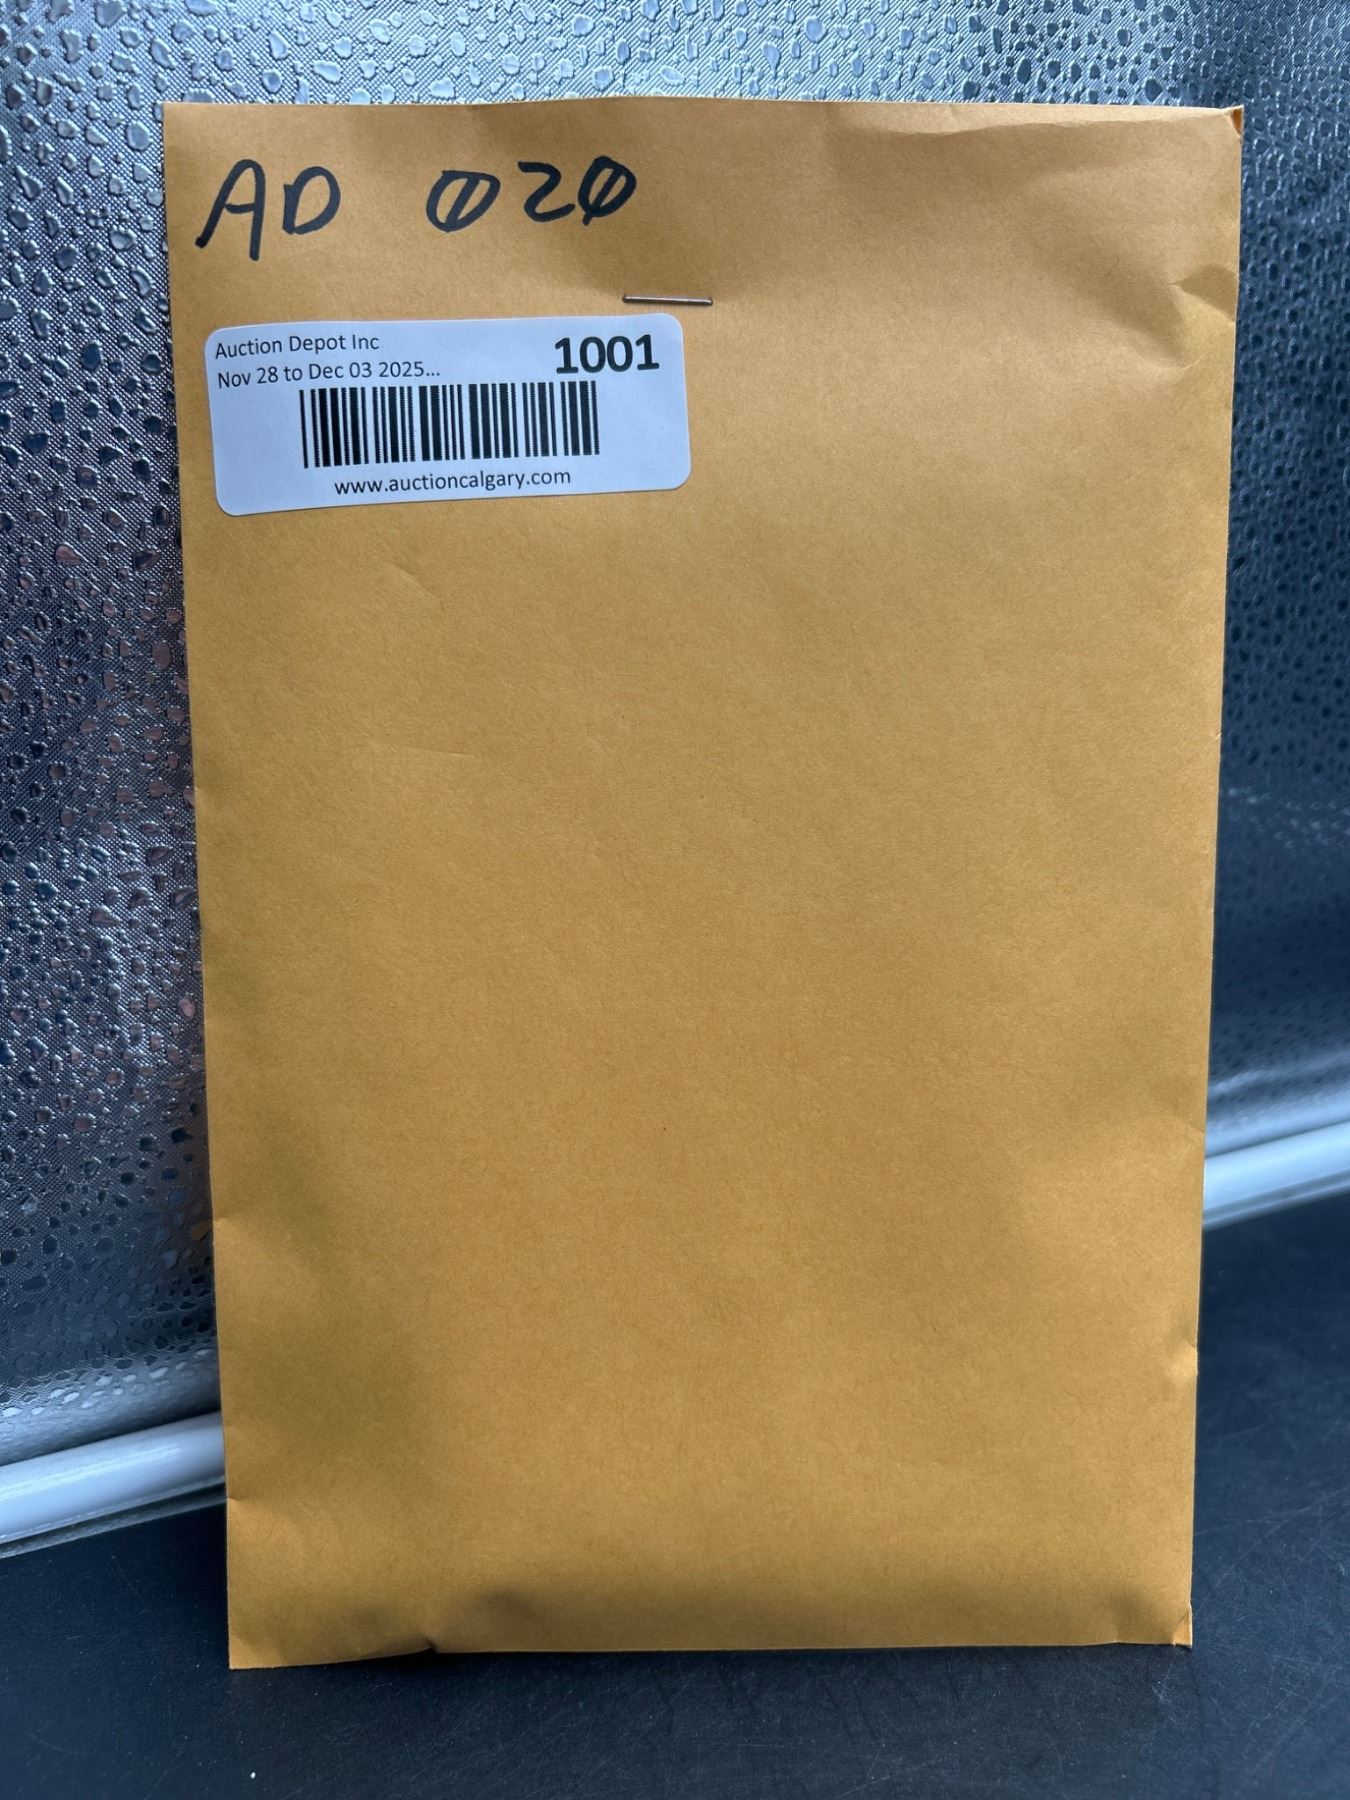 AD 020
Auction Depot Inc
1001
Nov 28 to Dec 03 2025...
www.auctioncalgary.com